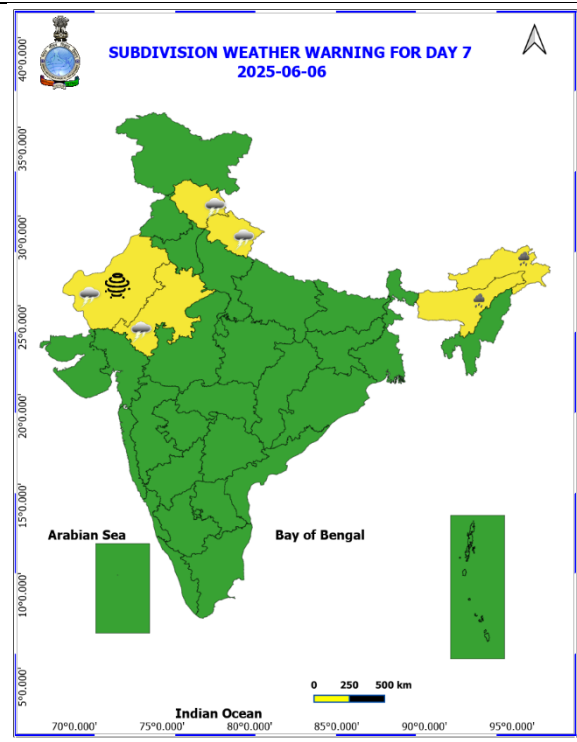 SUBDIVISION WEATHER WARNING FOR DAY 7
2025-06-06
40°0.000'
35°0.000'
30°0.000'
25°0.000'
20°0.000'
15°0.000'
10°0.000'
5°0.000'
Arabian Sea
Bay of Bengal
0 250 500 km
Indian Ocean
70°0.000' 75°0.000' 80°0.000' 85°0.000' 90°0.000' 95°0.000'